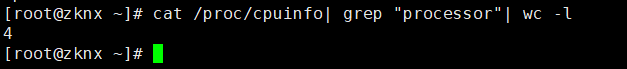 [root@zknx ~]# cat /proc/cpuinfo| grep "processor"| wc -l
4
[root@zknx ~]#